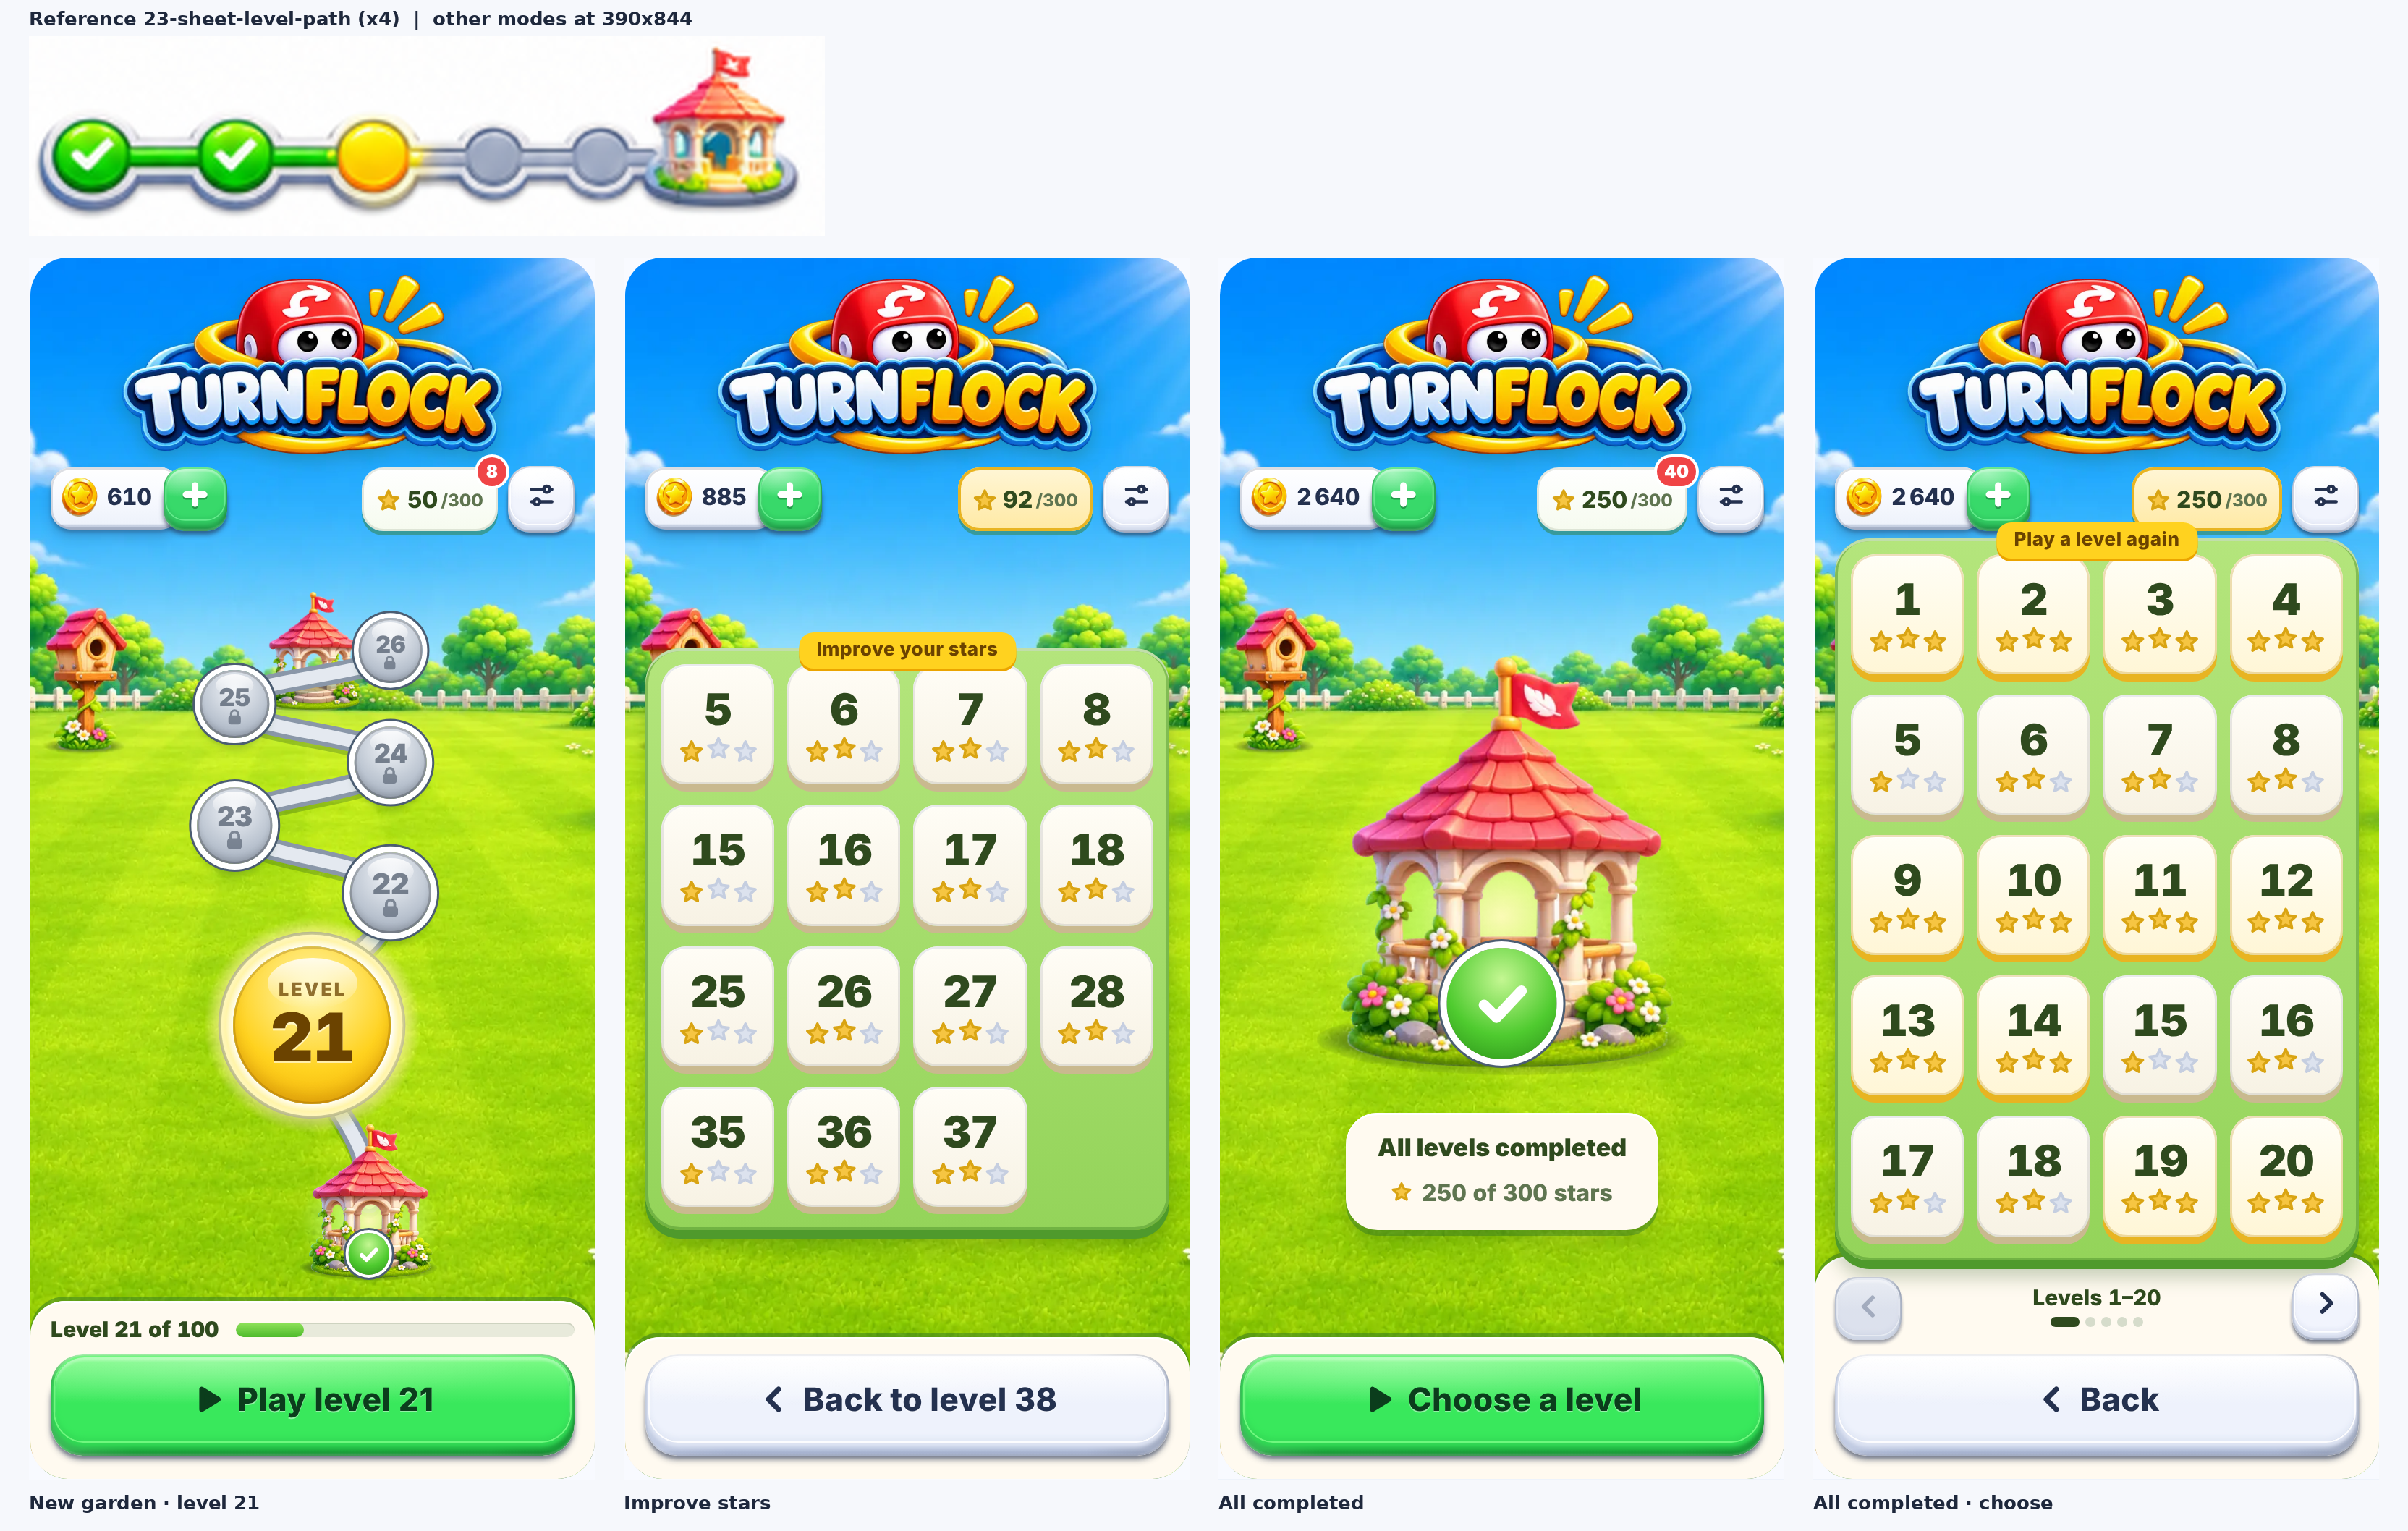 Reference 23-sheet-level-path (x4) | other modes at 390x844
TURNFLOCK
610
50/300
8
26
25
24
23
22
LEVEL
21
Level 21 of 100
Play level 21
New garden · level 21
TURNFLOCK
885
92/300
Improve your stars
5 6 7 8
15 16 17 18
25 26 27 28
35 36 37
Back to level 38
Improve stars
TURNFLOCK
2 640
250/300
40
All levels completed
250 of 300 stars
Choose a level
All completed
TURNFLOCK
2 640
250/300
Play a level again
1 2 3 4
5 6 7 8
9 10 11 12
13 14 15 16
17 18 19 20
Levels 1–20
Back
All completed · choose